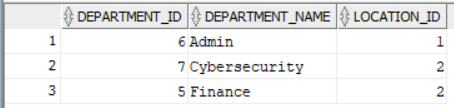 DEPARTMENT_ID DEPARTMENT_NAME LOCATION_ID
1 6 Admin 1
2 7 Cybersecurity 2
3 5 Finance 2